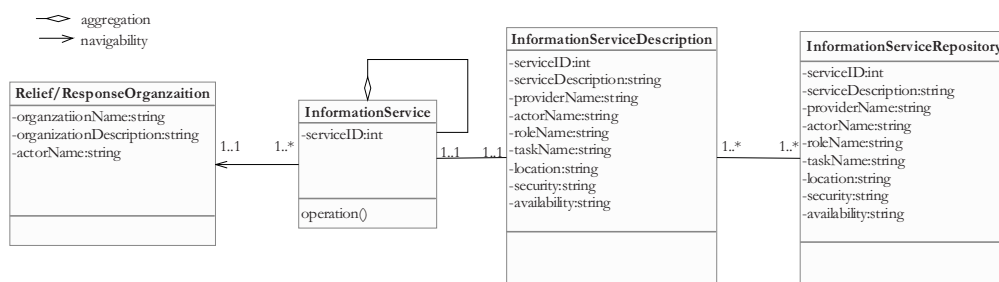 aggregation
navigability
Relief/ResponseOrganzaition
-organzatiionName:string
-organizationDescription:string
-actorName:string
1..1
1..*
InformationService
-serviceID:int
operation()
1..1
1..1
InformationServiceDescription
-serviceID:int
-serviceDescription:string
-providerName:string
-actorName:string
-roleName:string
-taskName:string
-location:string
-security:string
-availability:string
1..*
1..*
InformationServiceRepository
-serviceID:int
-serviceDescription:string
-providerName:string
-actorName:string
-roleName:string
-taskName:string
-location:string
-security:string
-availability:string